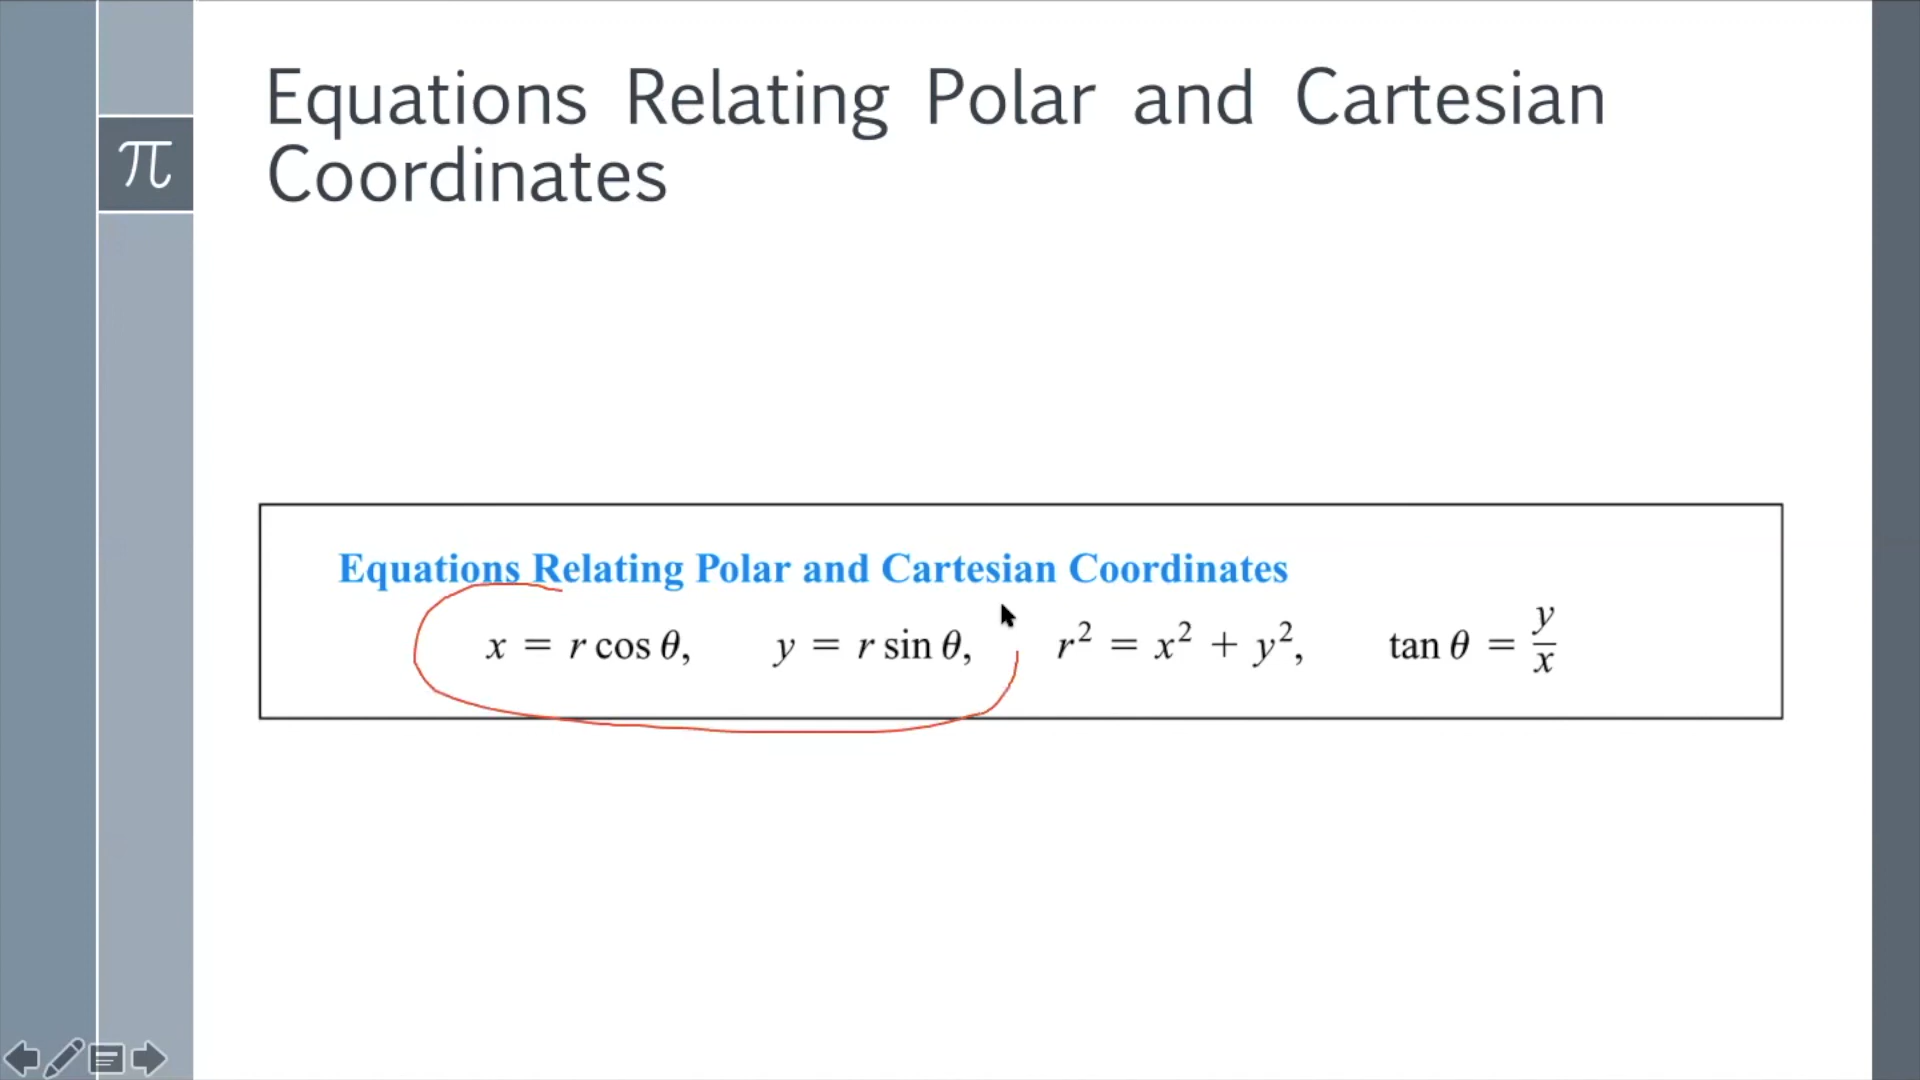 Equations Relating Polar and Cartesian
Coordinates
π
Equations Relating Polar and Cartesian Coordinates
x = r cos θ, y = r sin θ, r² = x² + y², tan θ = y/x